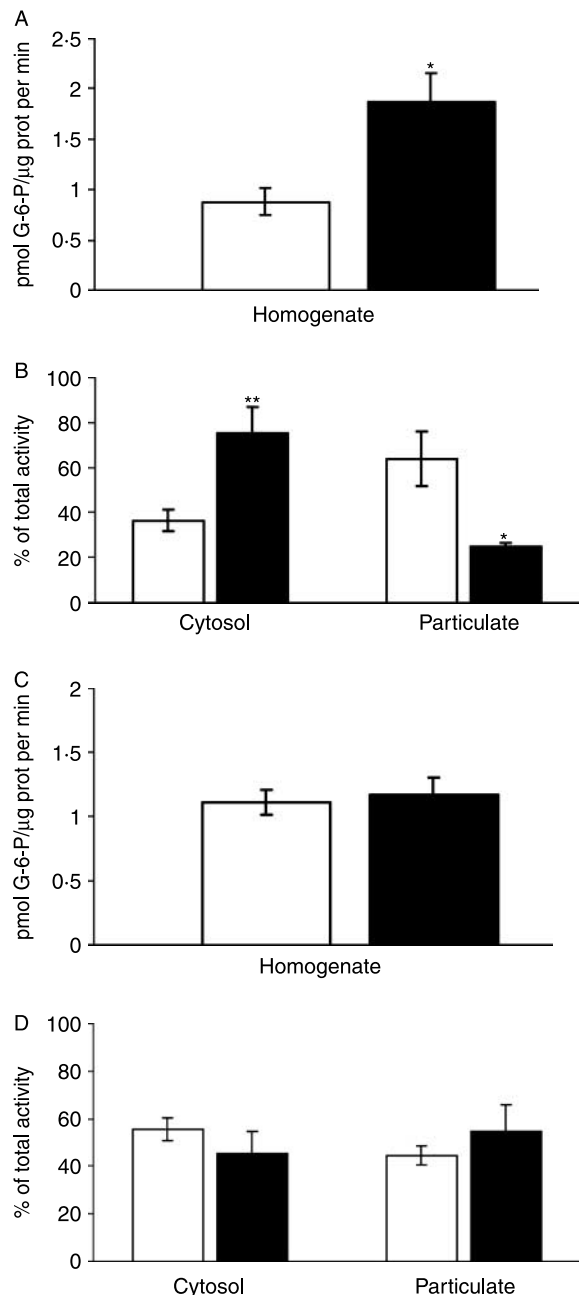 A
pmol G-6-P/µg prot per min
2·5
2
1·5
1
0·5
0
*
Homogenate
B
% of total activity
100
80
60
40
20
0
**
*
Cytosol Particulate
C
pmol G-6-P/µg prot per min
2
1·5
1
0·5
0
Homogenate
D
% of total activity
100
80
60
40
20
0
Cytosol Particulate